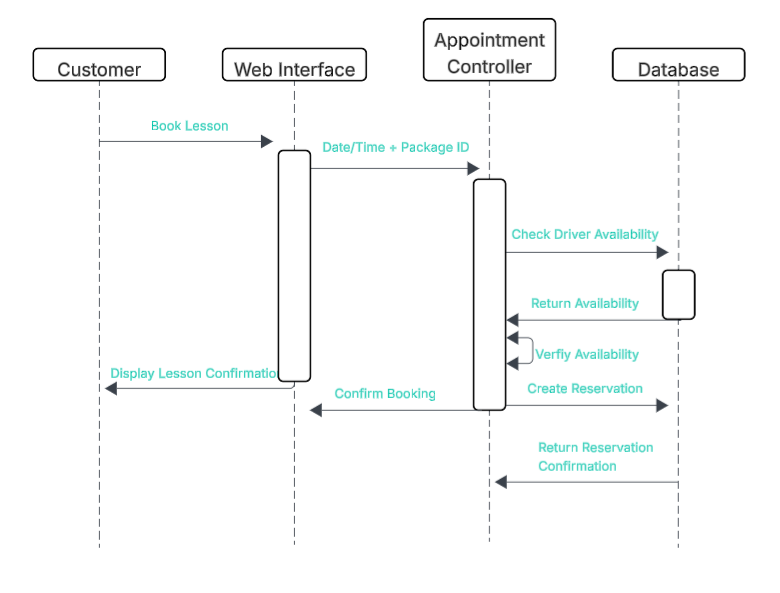 Customer
Web Interface
Appointment
Controller
Database
Book Lesson
Date/Time + Package ID
Check Driver Availability
Return Availability
Verfiy Availability
Display Lesson Confirmatio
Create Reservation
Confirm Booking
Return Reservation
Confirmation